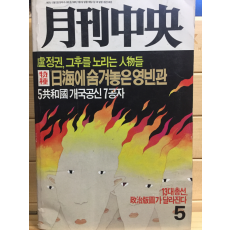 月刊中央
盧정권, 그후를 노리는 人物들
日海에 숨겨놓은 영빈관
5共和國 개국공신 7공자
13대총선,
政治版圖가 달라진다
5